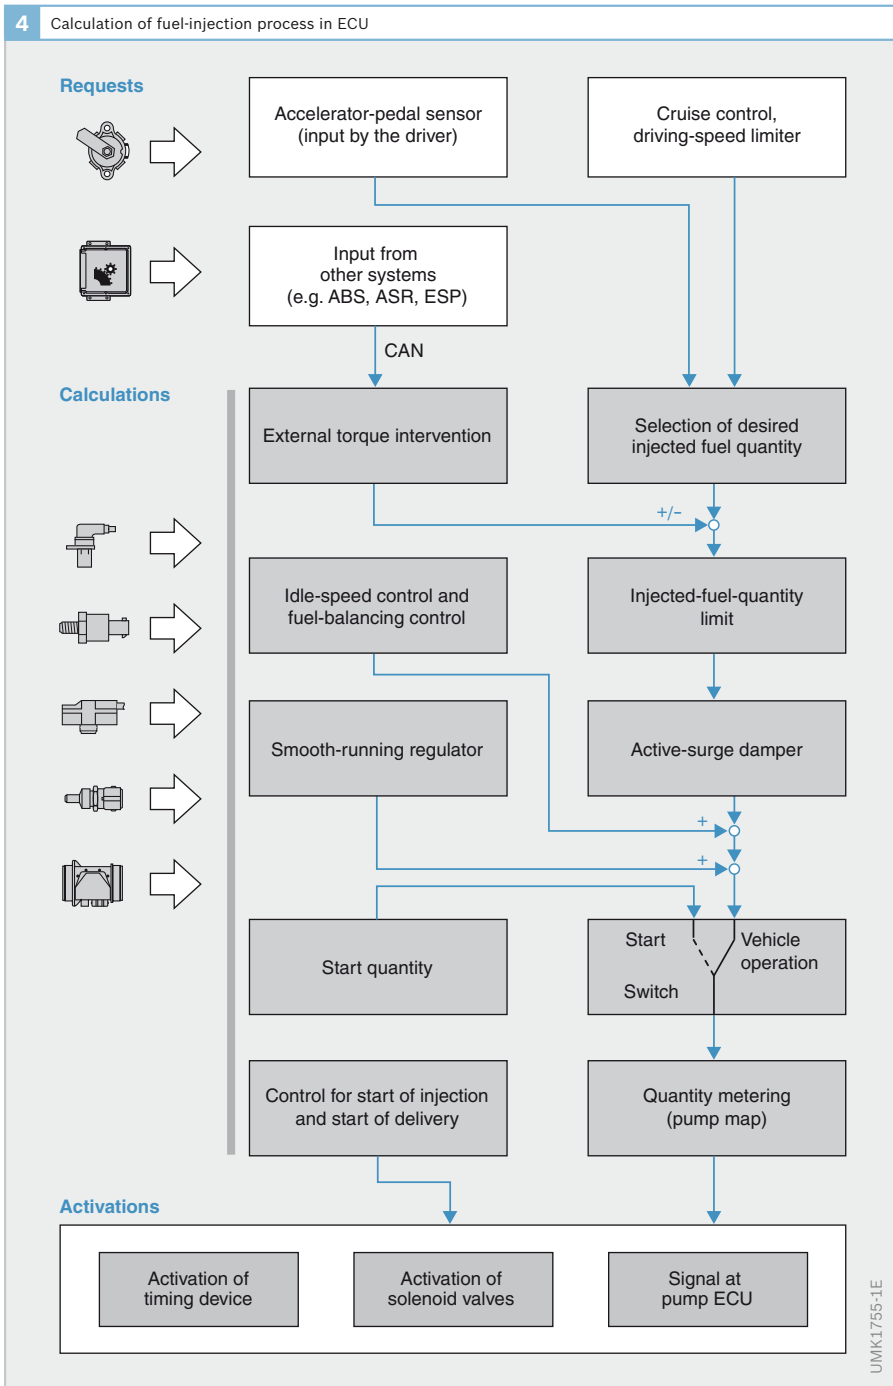 4 Calculation of fuel-injection process in ECU
Requests
Accelerator-pedal sensor
(input by the driver)
Cruise control,
driving-speed limiter
Input from
other systems
(e.g. ABS, ASR, ESP)
CAN
Calculations
External torque intervention
Selection of desired
injected fuel quantity
+/–
Idle-speed control and
fuel-balancing control
Injected-fuel-quantity
limit
Smooth-running regulator
Active-surge damper
+
+
Start quantity
Start
Vehicle
operation
Switch
Control for start of injection
and start of delivery
Quantity metering
(pump map)
Activations
Activation of
timing device
Activation of
solenoid valves
Signal at
pump ECU
UMK1755-1E